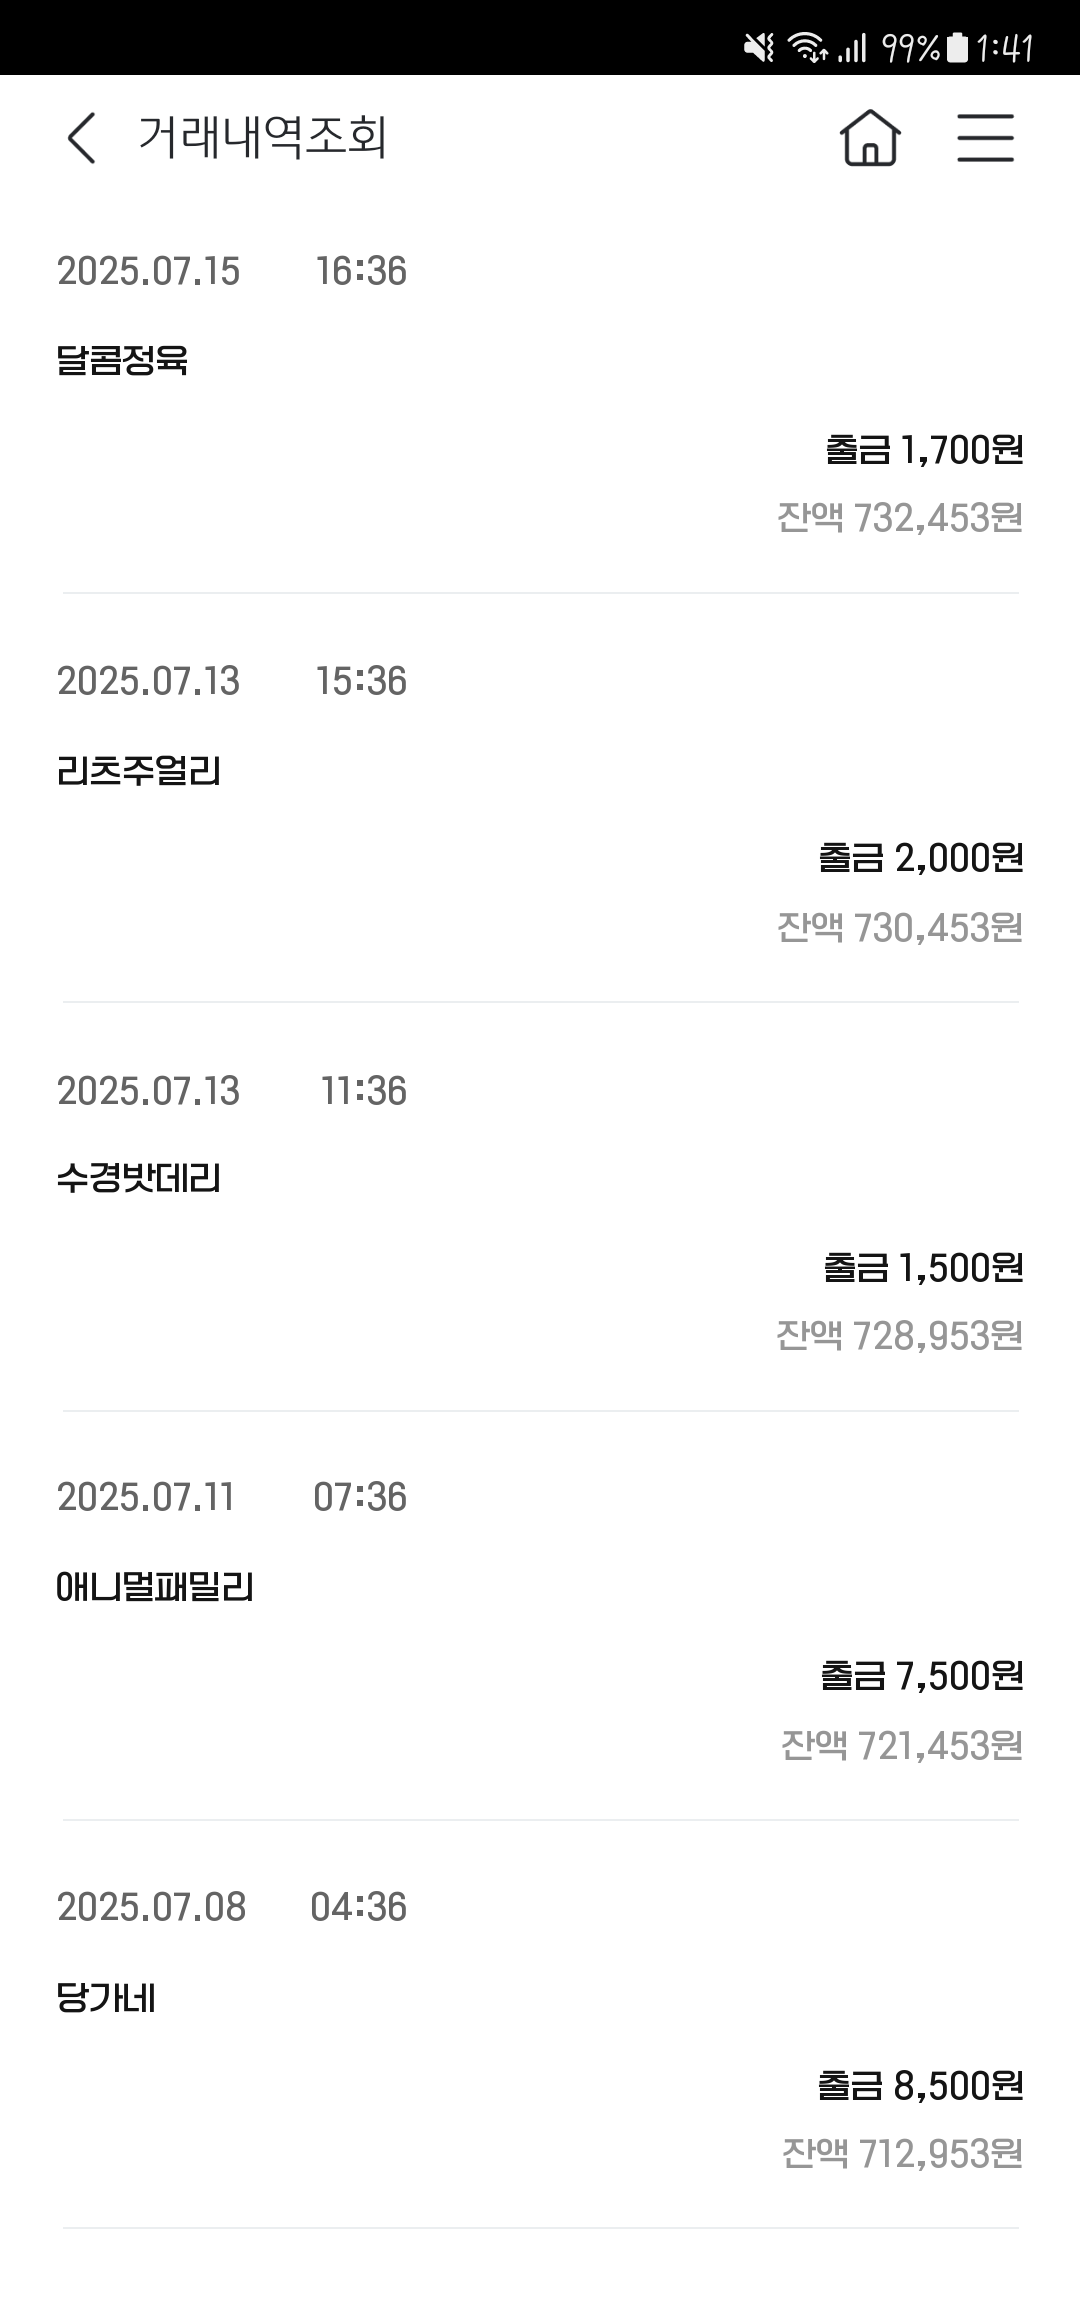 99% 1:41
거래내역조회
2025.07.15 16:36
달콤정육
출금 1,700원
잔액 732,453원
2025.07.13 15:36
리츠주얼리
출금 2,000원
잔액 730,453원
2025.07.13 11:36
수경밧데리
출금 1,500원
잔액 728,953원
2025.07.11 07:36
애니멀패밀리
출금 7,500원
잔액 721,453원
2025.07.08 04:36
당가네
출금 8,500원
잔액 712,953원